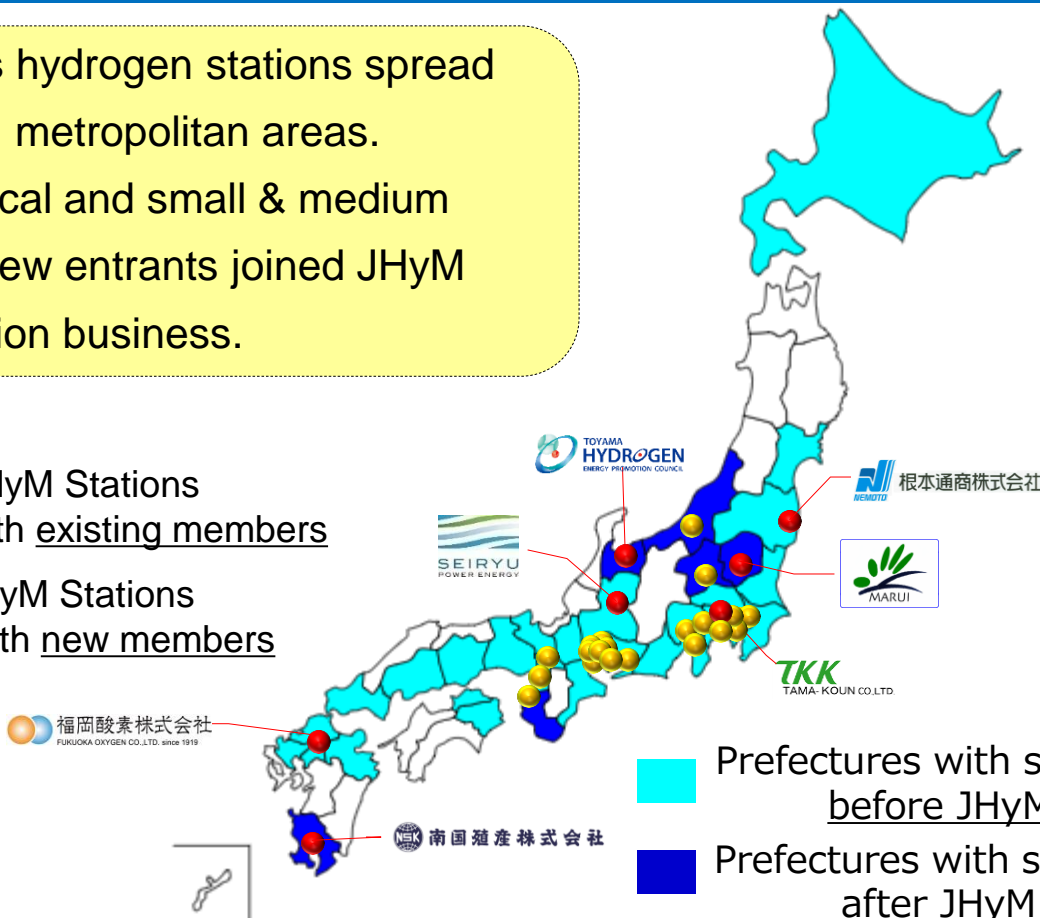 s hydrogen stations spread
metropolitan areas.
cal and small & medium
ew entrants joined JHyM
ion business.
TOYAMA
HYDROGEN
ENERGY PROMOTION COUNCIL
yM Stations
th existing members
NEMOTO
根本通商株式会社
SEIRYU
POWER ENERGY
MARUI
yM Stations
th new members
TKK
TAMA-KOUN CO.,LTD.
福岡酸素株式会社
FUKUOKA OXYGEN CO.,LTD. since 1919
Prefectures with s
before JHyM
NSK 南国殖産株式会社
Prefectures with s
after JHyM